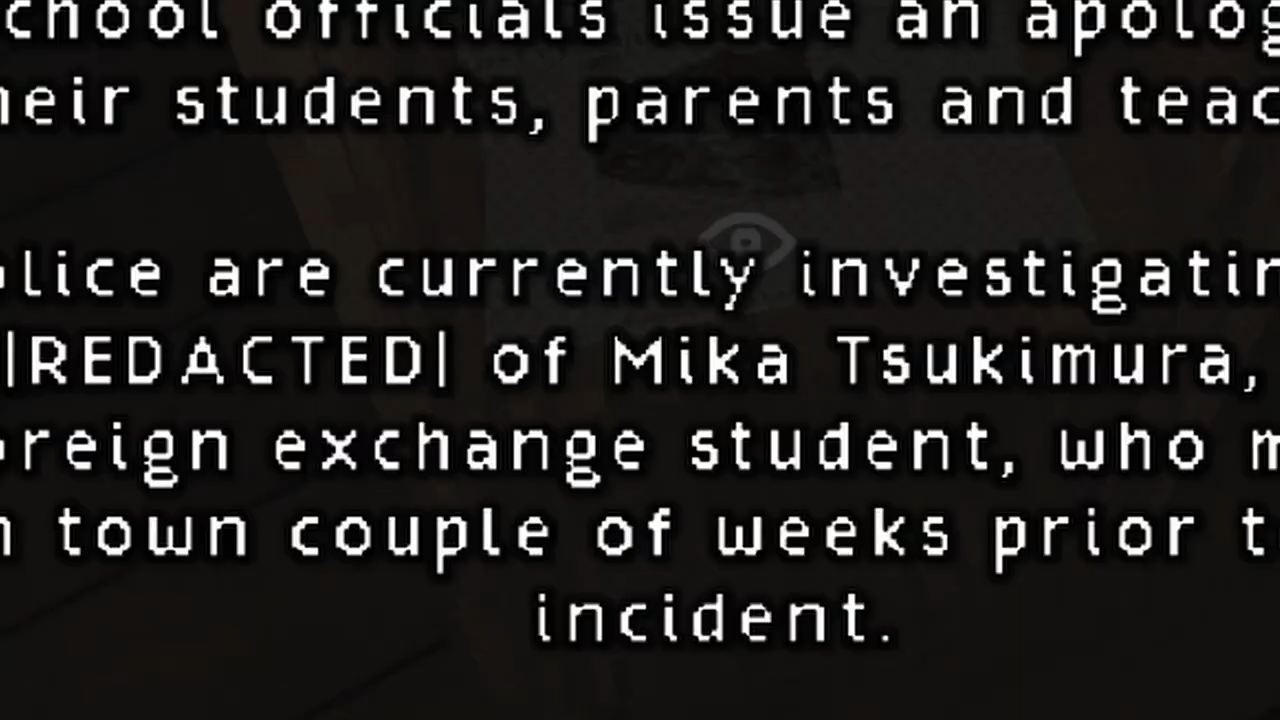 chool officials issue an apolog
heir students, parents and teac
olice are currently investigatin
|REDACTED| of Mika Tsukimura,
oreign exchange student, who m
n town couple of weeks prior t
incident.